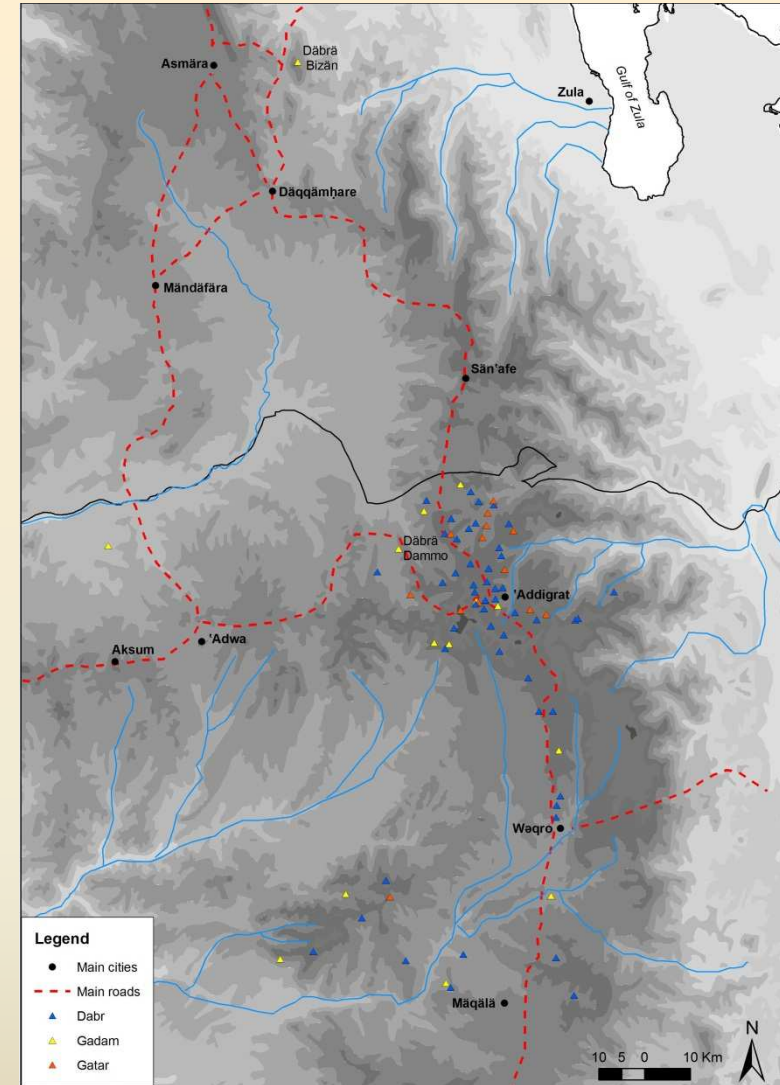 Däbrä
Bizän
Asmära
Zula
Gulf of Zula
Däqqämḥare
Mändäfära
Sän'afe
Däbrä
Dammo
'Addigrat
'Adwa
Aksum
Wəqro
Mäqälä
Legend
Main cities
Main roads
Dabr
Gadam
Gatar
10 5 0 10 Km
N